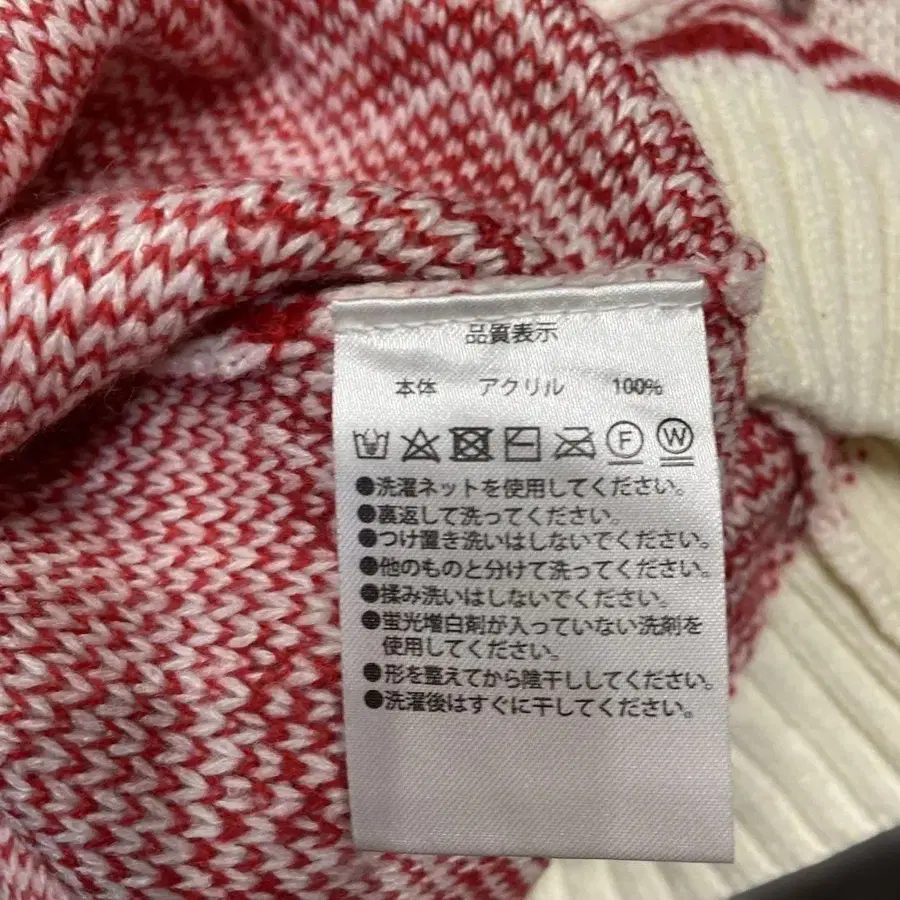 品質表示
本体 アクリル 100%
F W
●洗濯ネットを使用してください。
●裏返して洗ってください。
●つけ置き洗いはしないでください。
●他のものと分けて洗ってください。
●揉み洗いはしないでください。
●蛍光増白剤が入っていない洗剤を
使用してください。
●形を整えてから陰干ししてください。
●洗濯後はすぐに干してください。